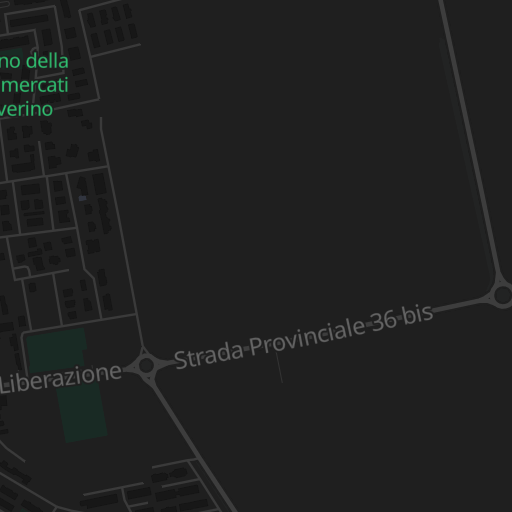 no della
mercati
verino
Strada Provinciale 36 bis
Liberazione